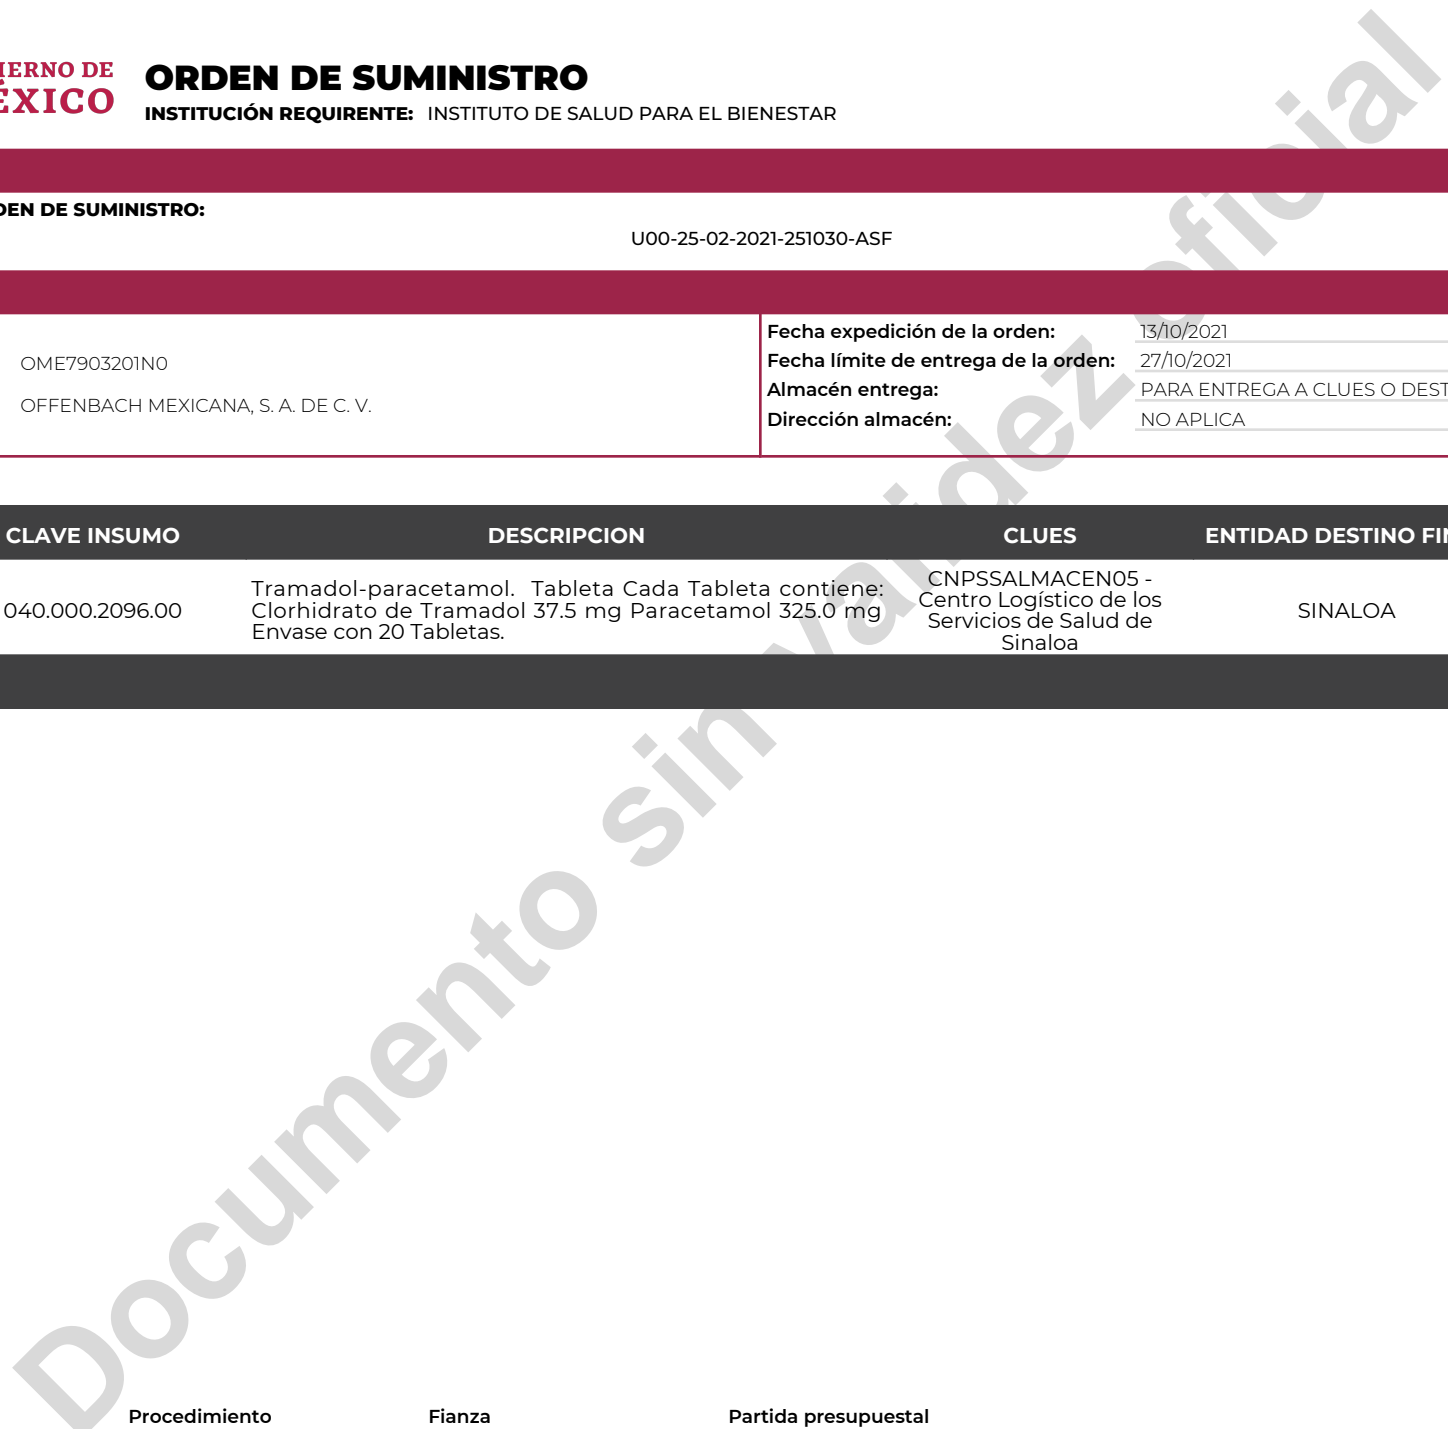 IERNO DE
ÉXICO
ORDEN DE SUMINISTRO
INSTITUCIÓN REQUIRENTE: INSTITUTO DE SALUD PARA EL BIENESTAR
DEN DE SUMINISTRO:
U00-25-02-2021-251030-ASF
OME7903201N0
OFFENBACH MEXICANA, S. A. DE C. V.
Fecha expedición de la orden: 13/10/2021
Fecha límite de entrega de la orden: 27/10/2021
Almacén entrega: PARA ENTREGA A CLUES O DEST
Dirección almacén: NO APLICA
CLAVE INSUMO DESCRIPCION CLUES ENTIDAD DESTINO FIN
040.000.2096.00
Tramadol-paracetamol. Tableta Cada Tableta contiene:
Clorhidrato de Tramadol 37.5 mg Paracetamol 325.0 mg
Envase con 20 Tabletas.
CNPSSALMACEN05 -
Centro Logístico de los
Servicios de Salud de
Sinaloa
SINALOA
Documento sin validez oficial
Procedimiento Fianza Partida presupuestal